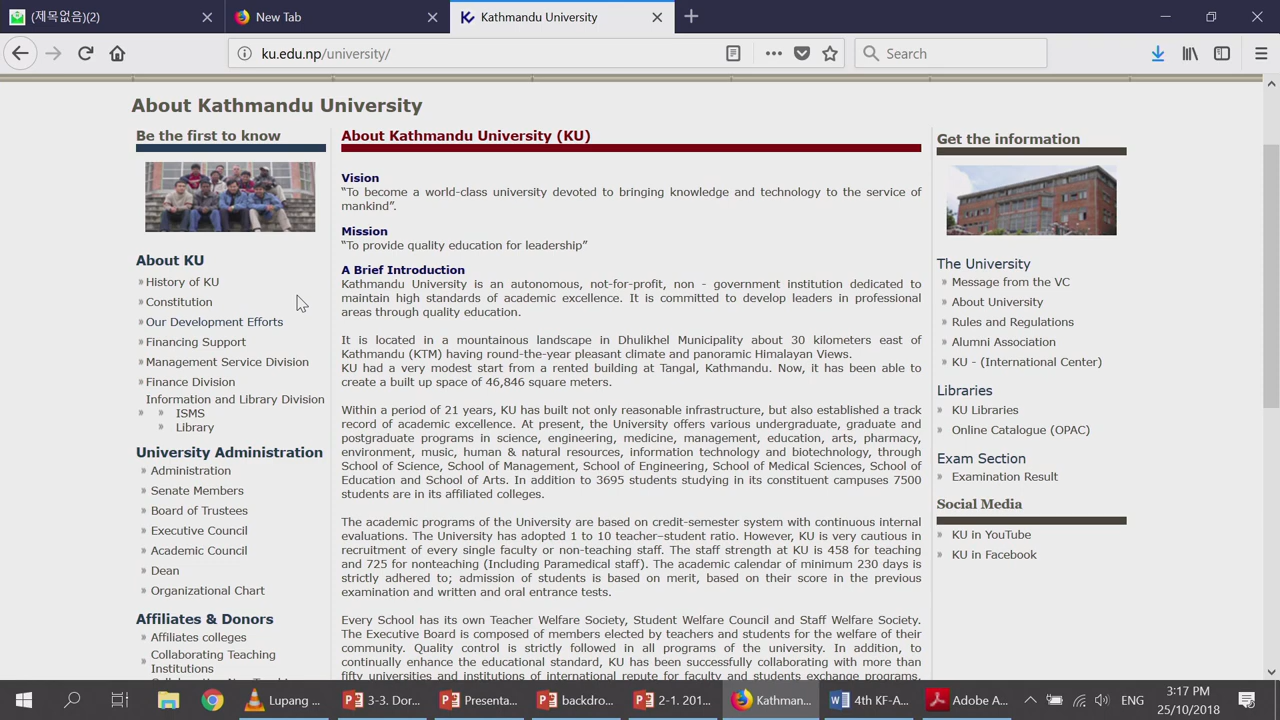 (제목없음)(2)
New Tab
Kathmandu University
ku.edu.np/university/
Search
About Kathmandu University
Be the first to know
About KU
History of KU
Constitution
Our Development Efforts
Financing Support
Management Service Division
Finance Division
Information and Library Division
ISMS
Library
University Administration
Administration
Senate Members
Board of Trustees
Executive Council
Academic Council
Dean
Organizational Chart
Affiliates & Donors
Affiliates colleges
Collaborating Teaching
Institutions
About Kathmandu University (KU)
Vision
“To become a world-class university devoted to bringing knowledge and technology to the service of
mankind”.
Mission
“To provide quality education for leadership”
A Brief Introduction
Kathmandu University is an autonomous, not-for-profit, non - government institution dedicated to
maintain high standards of academic excellence. It is committed to develop leaders in professional
areas through quality education.
It is located in a mountainous landscape in Dhulikhel Municipality about 30 kilometers east of
Kathmandu (KTM) having round-the-year pleasant climate and panoramic Himalayan Views.
KU had a very modest start from a rented building at Tangal, Kathmandu. Now, it has been able to
create a built up space of 46,846 square meters.
Within a period of 21 years, KU has built not only reasonable infrastructure, but also established a track
record of academic excellence. At present, the University offers various undergraduate, graduate and
postgraduate programs in science, engineering, medicine, management, education, arts, pharmacy,
environment, music, human & natural resources, information technology and biotechnology, through
School of Science, School of Management, School of Engineering, School of Medical Sciences, School of
Education and School of Arts. In addition to 3695 students studying in its constituent campuses 7500
students are in its affiliated colleges.
The academic programs of the University are based on credit-semester system with continuous internal
evaluations. The University has adopted 1 to 10 teacher–student ratio. However, KU is very cautious in
recruitment of every single faculty or non-teaching staff. The staff strength at KU is 458 for teaching
and 725 for nonteaching (Including Paramedical staff). The academic calendar of minimum 230 days is
strictly adhered to; admission of students is based on merit, based on their score in the previous
examination and written and oral entrance tests.
Every School has its own Teacher Welfare Society, Student Welfare Council and Staff Welfare Society.
The Executive Board is composed of members elected by teachers and students for the welfare of their
community. Quality control is strictly followed in all programs of the university. In addition, to
continually enhance the educational standard, KU has been successfully collaborating with more than
fifty universities and institutions of international repute for faculty and students exchange programs,
Get the information
The University
Message from the VC
About University
Rules and Regulations
Alumni Association
KU - (International Center)
Libraries
KU Libraries
Online Catalogue (OPAC)
Exam Section
Examination Result
Social Media
KU in YouTube
KU in Facebook
Lupang ...
3-3. Dor...
Presenta...
backdro...
2-1. 201...
Kathman...
4th KF-A...
Adobe A...
ENG
3:17 PM
25/10/2018